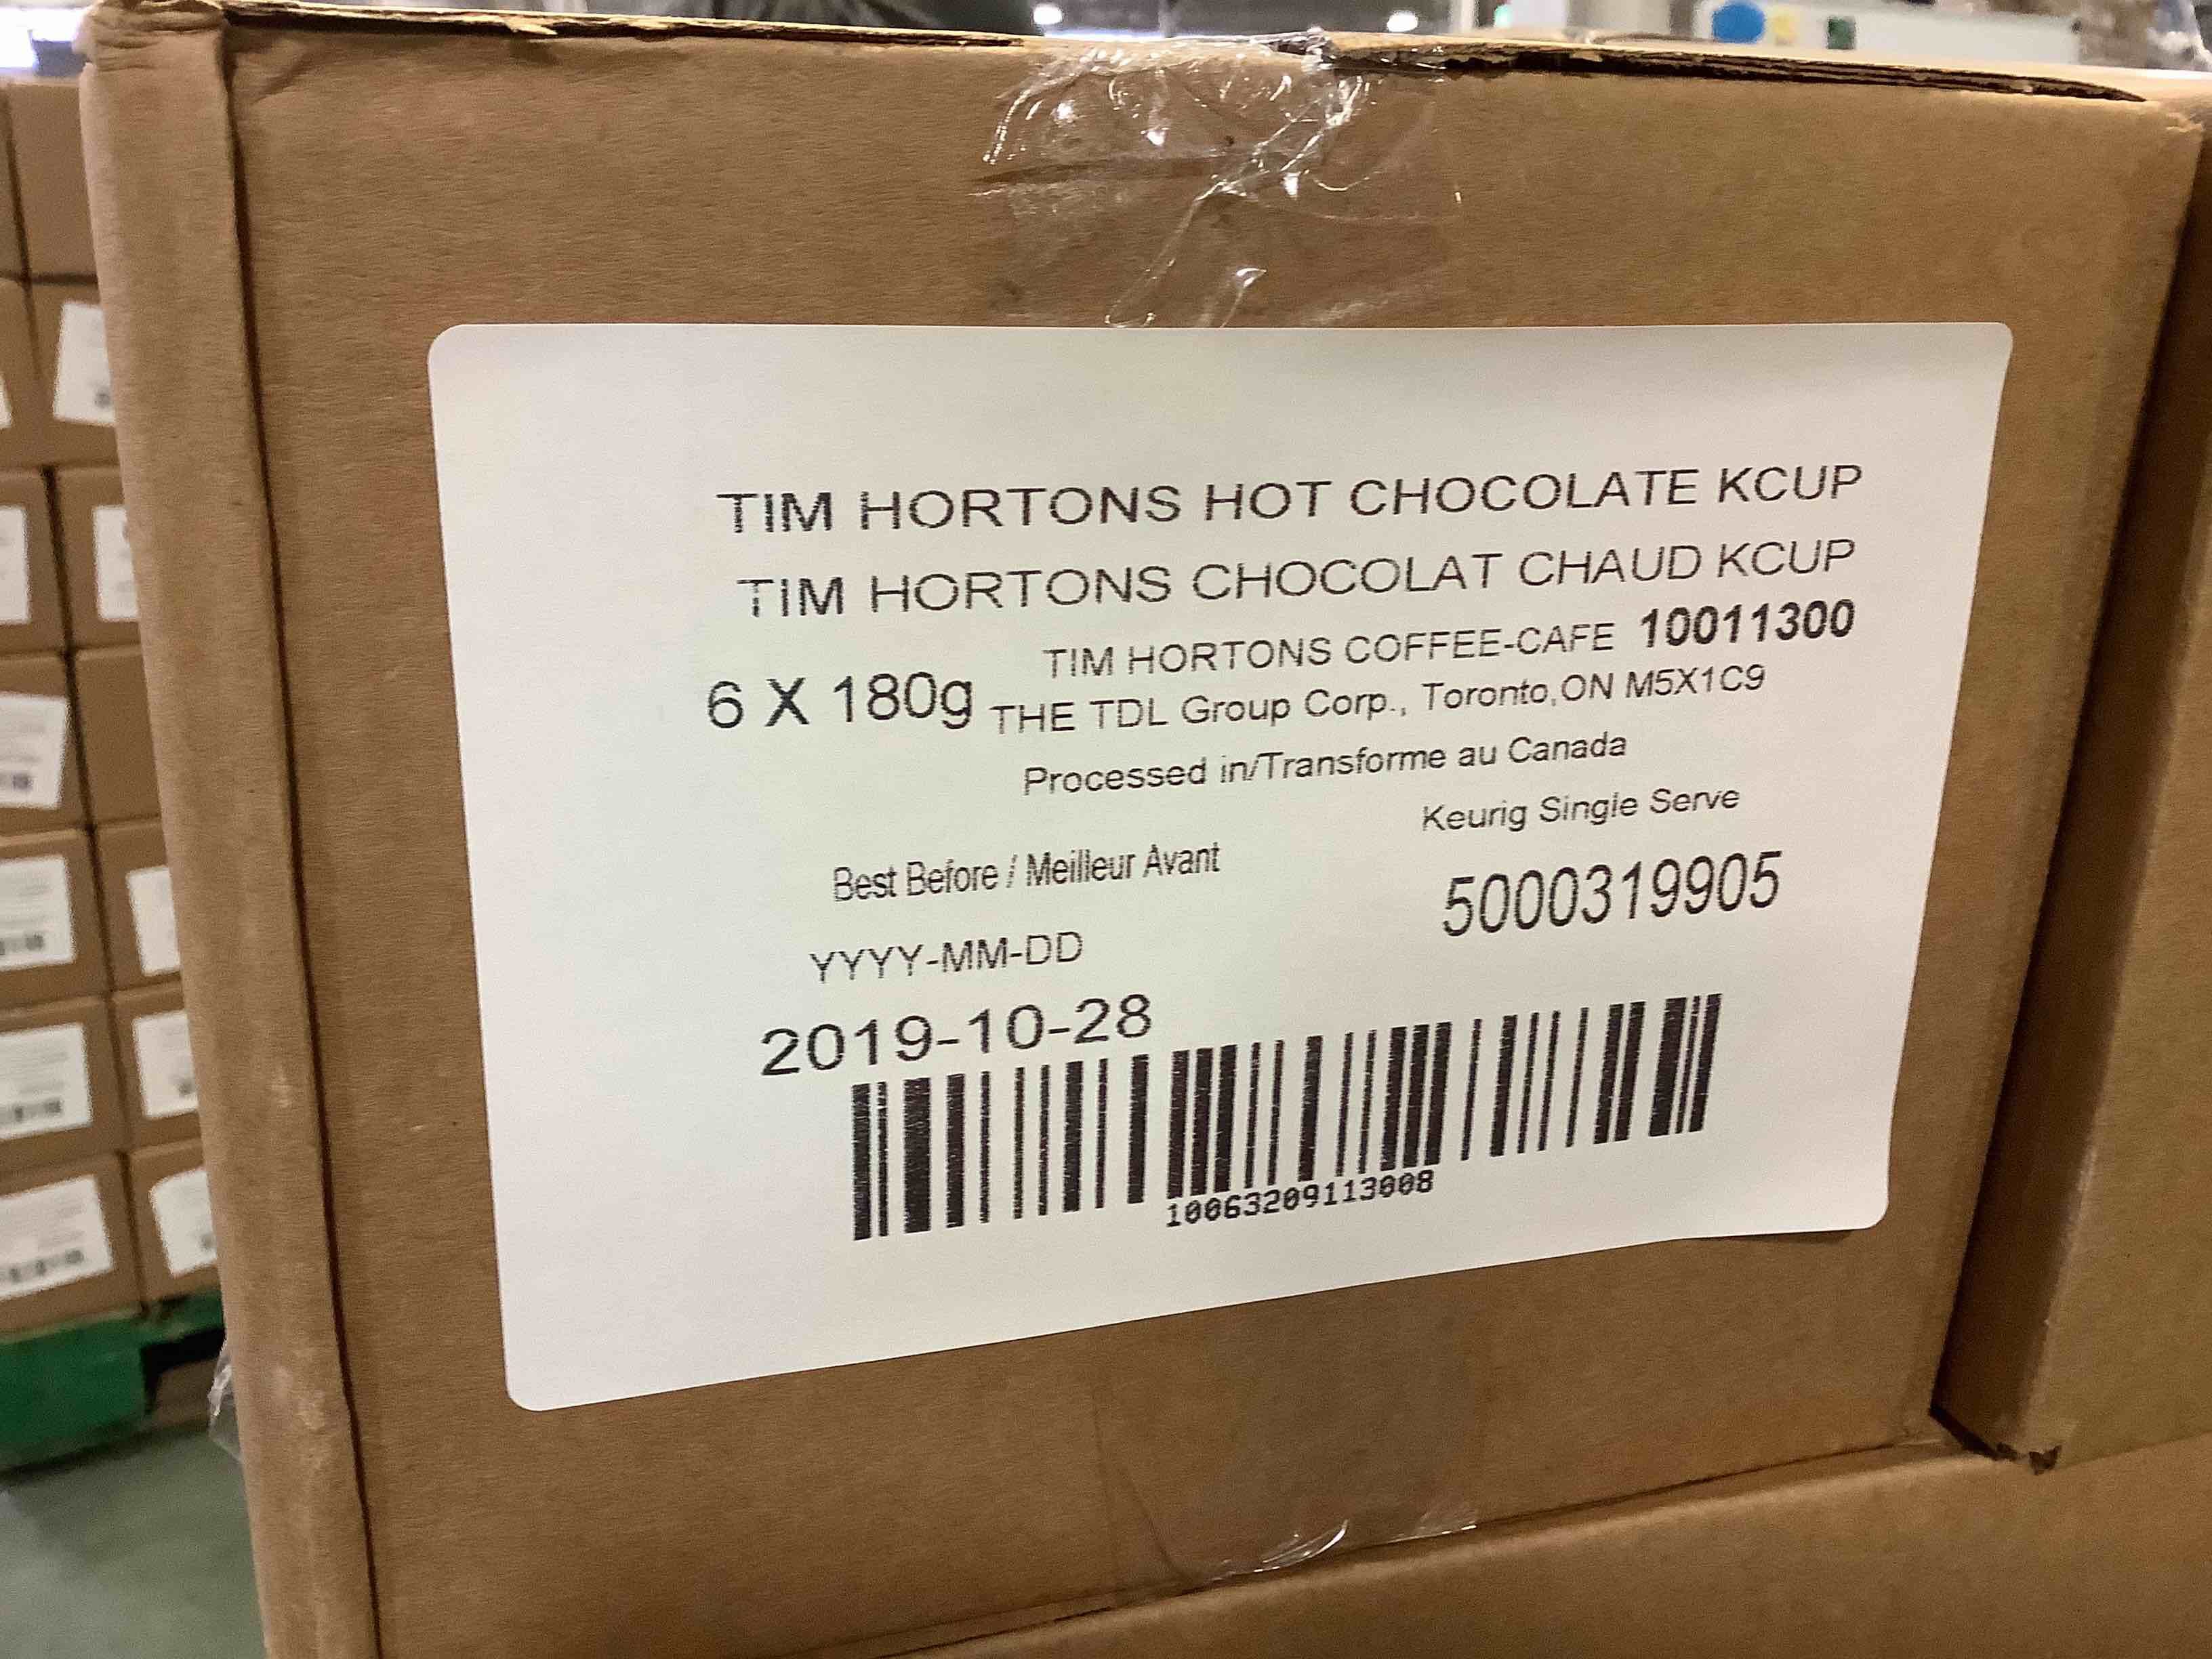 TIM HORTONS HOT CHOCOLATE KCUP
TIM HORTONS CHOCOLAT CHAUD KCUP
TIM HORTONS COFFEE-CAFE 10011300
6 X 180g THE TDL Group Corp., Toronto,ON M5X1C9
Processed in/Transforme au Canada
Keurig Single Serve
Best Before / Meilleur Avant
5000319905
YYYY-MM-DD
2019-10-28
10063209113008